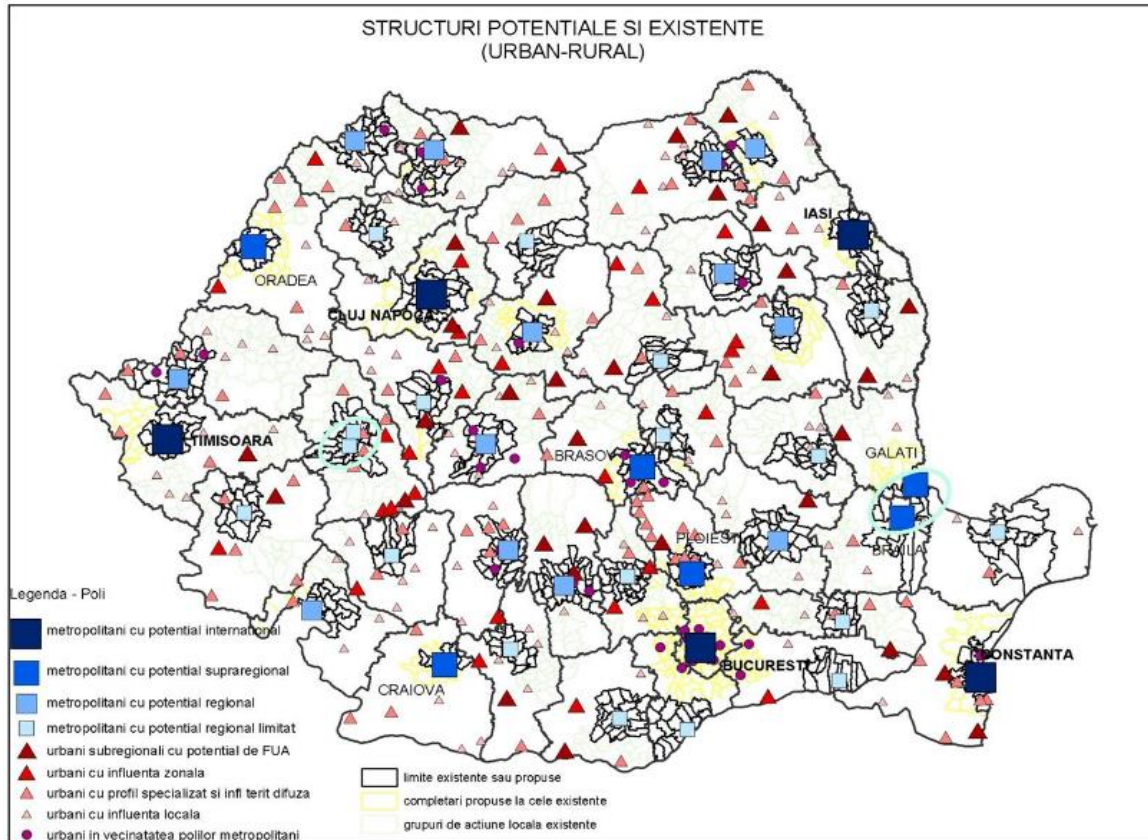 STRUCTURI POTENTIALE SI EXISTENTE
(URBAN-RURAL)
IASI
ORADEA
CLUJ NAPOCA
TIMISOARA
BRASOV
GALATI
PLOIESTI
BRAILA
BUCURESTI
CONSTANTA
CRAIOVA
Legenda - Poli
metropolitani cu potential international
metropolitani cu potential supraregional
metropolitani cu potential regional
metropolitani cu potential regional limitat
urbani subregionali cu potential de FUA
urbani cu influenta zonala
urbani cu profil specializat si infl terit difuza
urbani cu influenta locala
urbani in vecinatatea polilor metropolitani
limite existente sau propuse
completari propuse la cele existente
grupuri de actiune locala existente